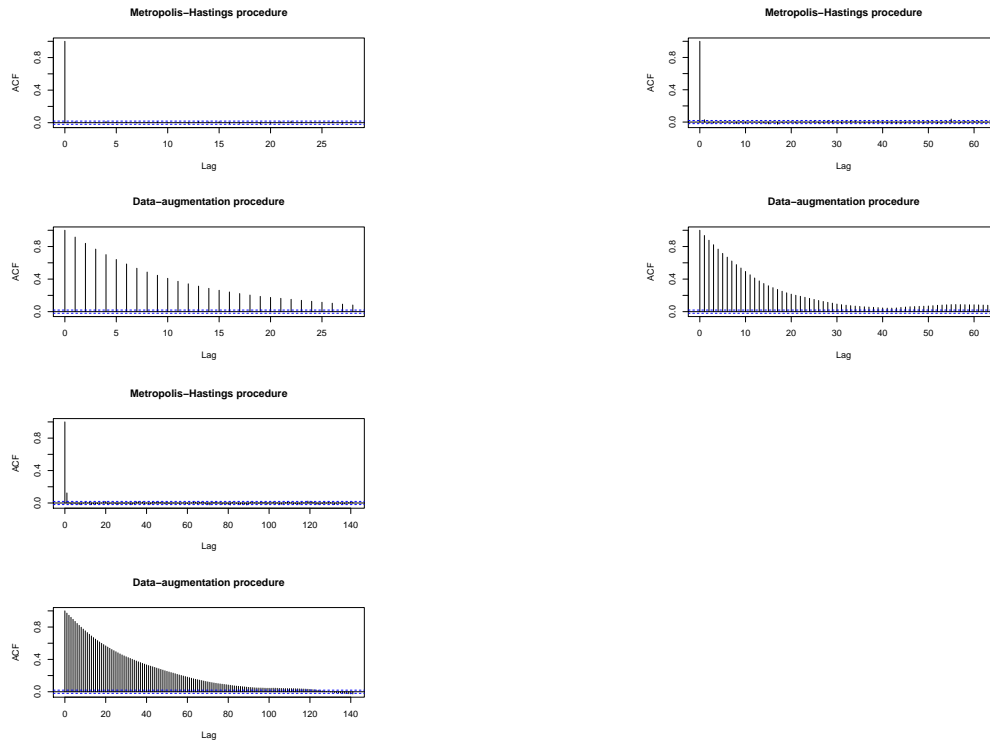 Metropolis−Hastings procedure
ACF
0.0 0.4 0.8
0 5 10 15 20 25
Lag
Data−augmentation procedure
ACF
0.0 0.4 0.8
0 5 10 15 20 25
Lag
Metropolis−Hastings procedure
ACF
0.0 0.4 0.8
0 10 20 30 40 50 60
Lag
Data−augmentation procedure
ACF
0.0 0.4 0.8
0 10 20 30 40 50 60
Lag
Metropolis−Hastings procedure
ACF
0.0 0.4 0.8
0 20 40 60 80 100 120 140
Lag
Data−augmentation procedure
ACF
0.0 0.4 0.8
0 20 40 60 80 100 120 140
Lag